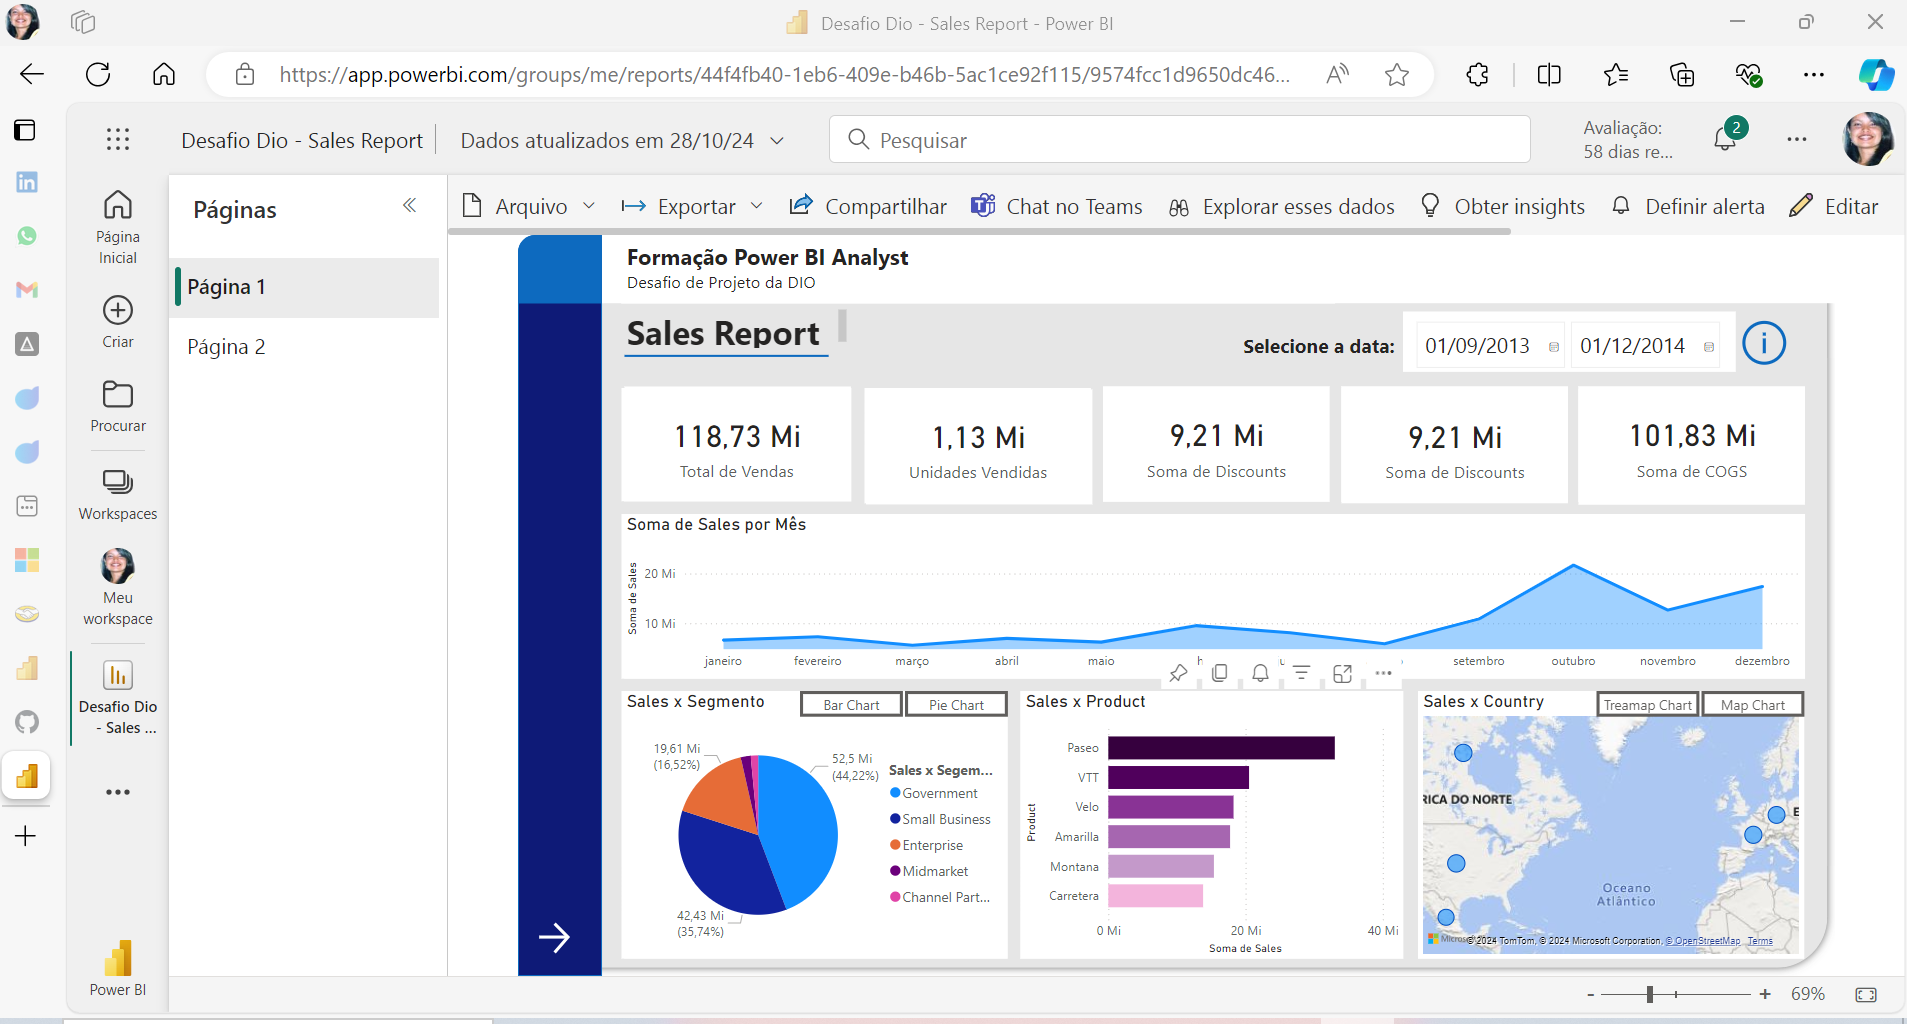 Desafio Dio - Sales Report - Power BI
https://app.powerbi.com/groups/me/reports/44f4fb40-1eb6-409e-b46b-5ac1ce92f115/9574fcc1d9650dc46...
Desafio Dio - Sales Report
Dados atualizados em 28/10/24
Pesquisar
Avaliação:
58 dias re...
2
Página
Inicial
Criar
Procurar
Workspaces
Meu
workspace
Desafio Dio
- Sales ...
Power BI
Páginas
Página 1
Página 2
Arquivo
Exportar
Compartilhar
Chat no Teams
Explorar esses dados
Obter insights
Definir alerta
Editar
Formação Power BI Analyst
Desafio de Projeto da DIO
Sales Report
Selecione a data:
01/09/2013
01/12/2014
118,73 Mi
Total de Vendas
1,13 Mi
Unidades Vendidas
9,21 Mi
Soma de Discounts
9,21 Mi
Soma de Discounts
101,83 Mi
Soma de COGS
Soma de Sales por Mês
Soma de Sales
20 Mi
10 Mi
janeiro
fevereiro
março
abril
maio
setembro
outubro
novembro
dezembro
Sales x Segmento
Bar Chart
Pie Chart
19,61 Mi
(16,52%)
52,5 Mi
(44,22%)
42,43 Mi
(35,74%)
Sales x Segem...
Government
Small Business
Enterprise
Midmarket
Channel Part...
Sales x Product
Product
Paseo
VTT
Velo
Amarilla
Montana
Carretera
0 Mi
20 Mi
40 Mi
Soma de Sales
Sales x Country
Treamap Chart
Map Chart
RICA DO NORTE
E
Oceano
Atlântico
© 2024 TomTom, © 2024 Microsoft Corporation, © OpenStreetMap Terms
69%